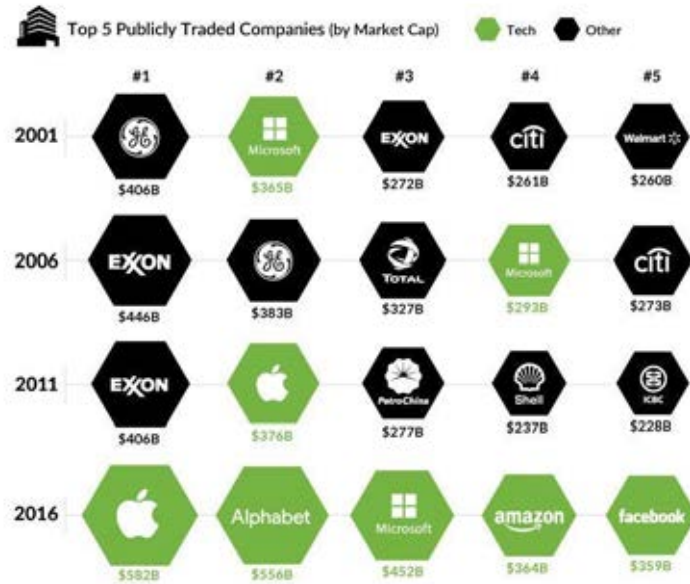 Top 5 Publicly Traded Companies (by Market Cap) Tech Other
#1 #2 #3 #4 #5
2001 GE Microsoft EXXON citi Walmart
$406B $365B $272B $261B $260B
2006 EXXON GE TOTAL Microsoft citi
$446B $383B $327B $293B $273B
2011 EXXON PetroChina Shell ICBC
$406B $376B $277B $237B $228B
2016 Alphabet Microsoft amazon facebook
$582B $556B $452B $364B $359B